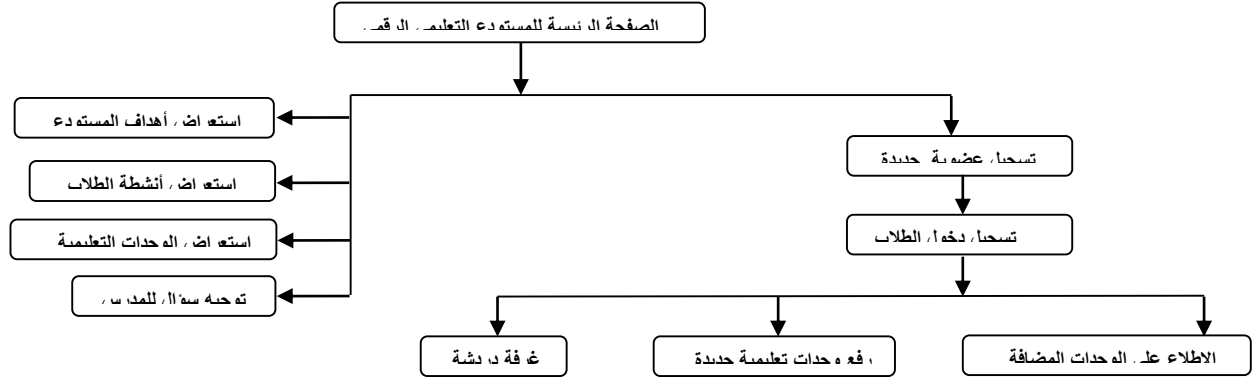 الصفحة الرئيسية للمستودع التعليمي الرقمي
استعراض أهداف المستودع
تسجيل عضوية جديدة
استعراض أنشطة الطلاب
تسجيل دخول الطلاب
استعراض الوحدات التعليمية
توجيه سؤال للمدرس
الاطلاع على الوحدات المضافة
رفع وحدات تعليمية جديدة
غرفة دردشة